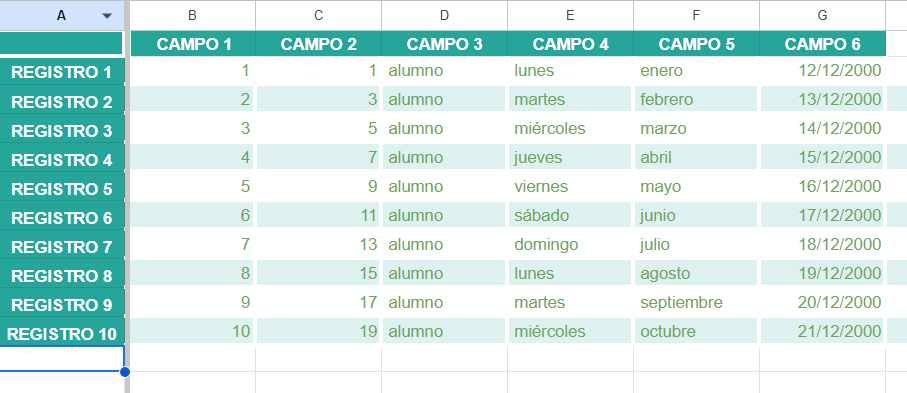 A B C D E F G
CAMPO 1 CAMPO 2 CAMPO 3 CAMPO 4 CAMPO 5 CAMPO 6
REGISTRO 1 1 1 alumno lunes enero 12/12/2000
REGISTRO 2 2 3 alumno martes febrero 13/12/2000
REGISTRO 3 3 5 alumno miércoles marzo 14/12/2000
REGISTRO 4 4 7 alumno jueves abril 15/12/2000
REGISTRO 5 5 9 alumno viernes mayo 16/12/2000
REGISTRO 6 6 11 alumno sábado junio 17/12/2000
REGISTRO 7 7 13 alumno domingo julio 18/12/2000
REGISTRO 8 8 15 alumno lunes agosto 19/12/2000
REGISTRO 9 9 17 alumno martes septiembre 20/12/2000
REGISTRO 10 10 19 alumno miércoles octubre 21/12/2000